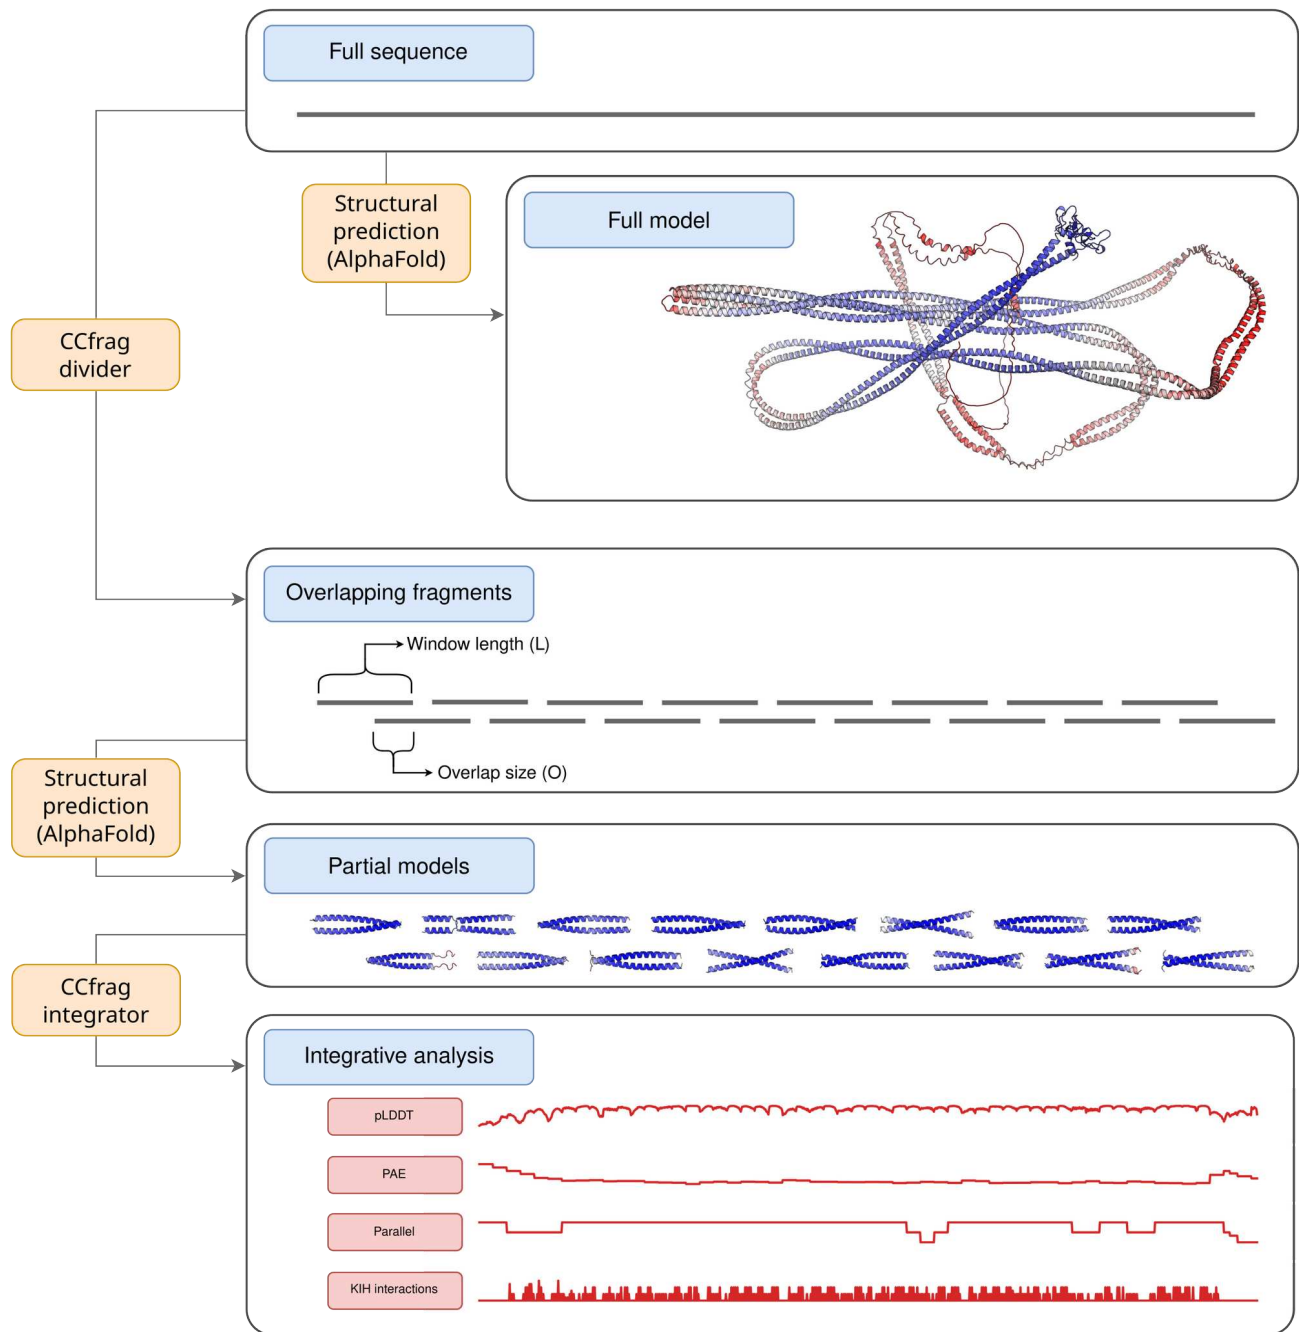 Full sequence
Structural
prediction
(AlphaFold)
Full model
CCfrag
divider
Overlapping fragments
Window length (L)
Overlap size (O)
Structural
prediction
(AlphaFold)
Partial models
CCfrag
integrator
Integrative analysis
pLDDT
PAE
Parallel
KIH interactions